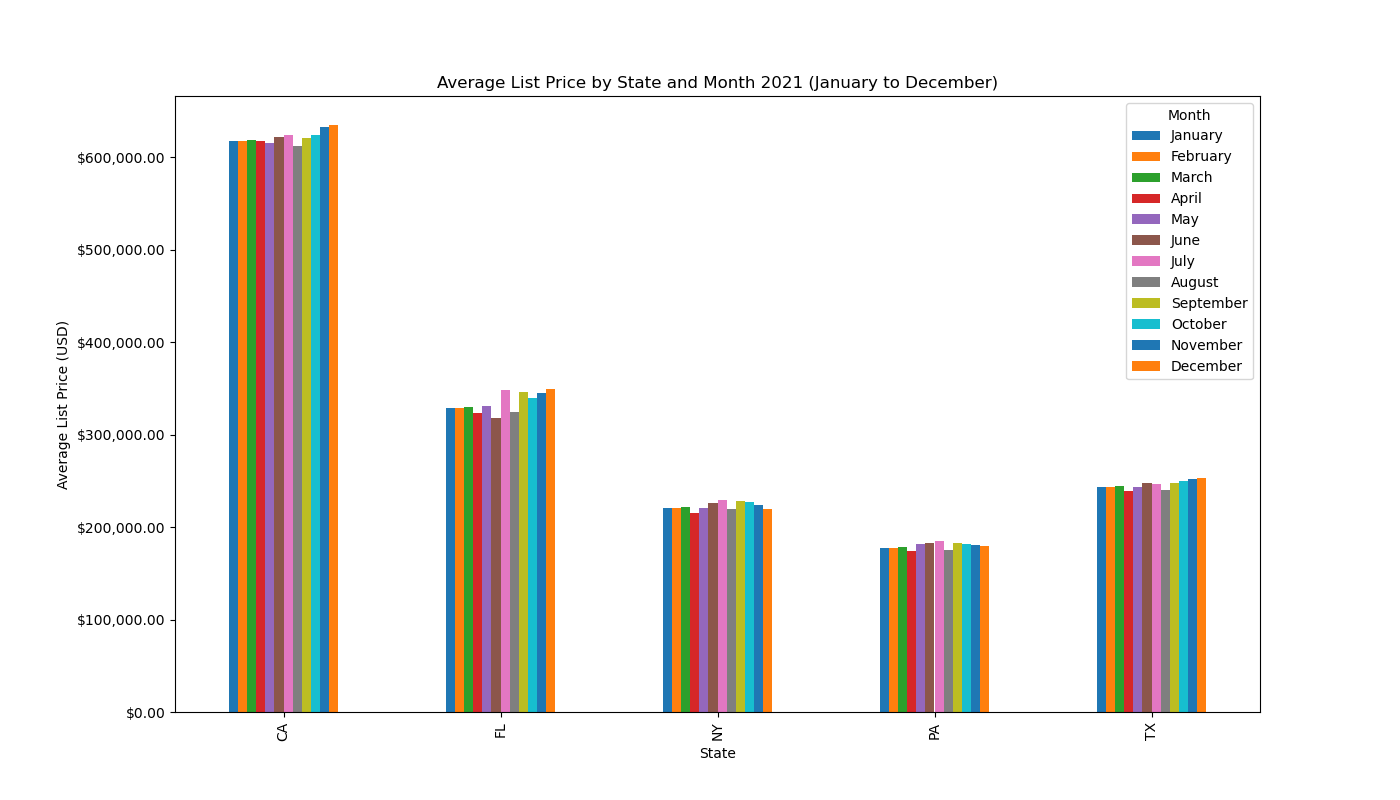 Average List Price by State and Month 2021 (January to December)
Average List Price (USD)
$600,000.00
$500,000.00
$400,000.00
$300,000.00
$200,000.00
$100,000.00
$0.00
Month
January
February
March
April
May
June
July
August
September
October
November
December
CA
FL
NY
PA
TX
State